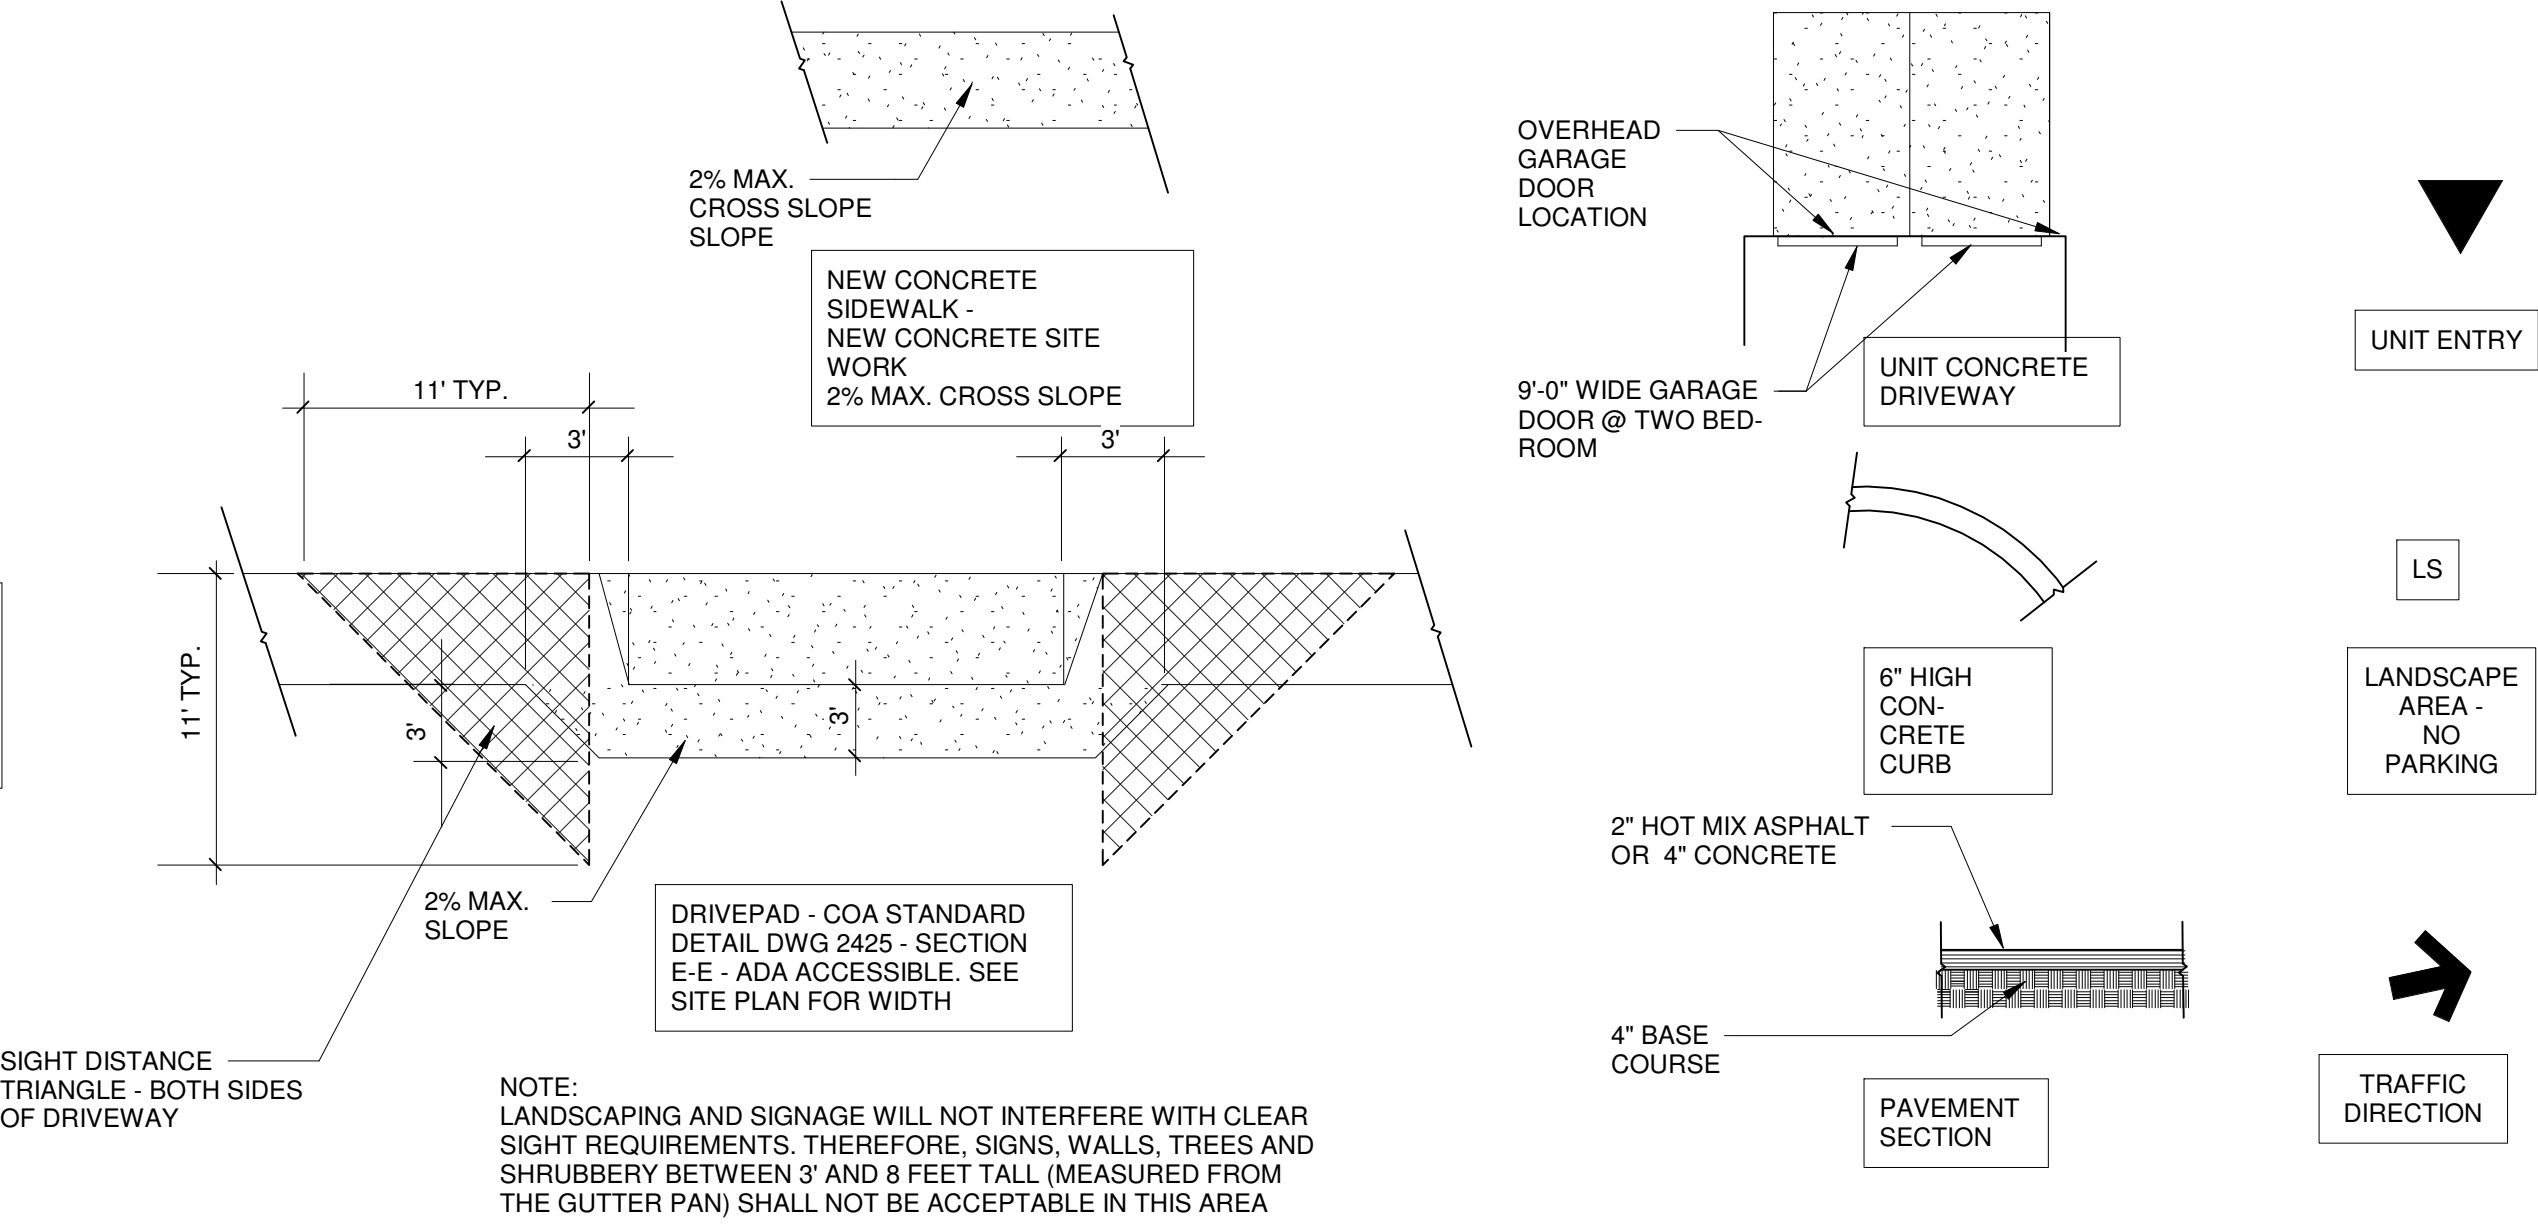 2% MAX.
CROSS SLOPE
SLOPE
NEW CONCRETE
SIDEWALK -
NEW CONCRETE SITE
WORK
2% MAX. CROSS SLOPE
11' TYP.
3'
3'
11' TYP.
3'
3'
2% MAX.
SLOPE
DRIVEPAD - COA STANDARD
DETAIL DWG 2425 - SECTION
E-E - ADA ACCESSIBLE. SEE
SITE PLAN FOR WIDTH
SIGHT DISTANCE
TRIANGLE - BOTH SIDES
OF DRIVEWAY
NOTE:
LANDSCAPING AND SIGNAGE WILL NOT INTERFERE WITH CLEAR
SIGHT REQUIREMENTS. THEREFORE, SIGNS, WALLS, TREES AND
SHRUBBERY BETWEEN 3' AND 8 FEET TALL (MEASURED FROM
THE GUTTER PAN) SHALL NOT BE ACCEPTABLE IN THIS AREA
OVERHEAD
GARAGE
DOOR
LOCATION
9'-0" WIDE GARAGE
DOOR @ TWO BED-
ROOM
UNIT CONCRETE
DRIVEWAY
6" HIGH
CON-
CRETE
CURB
2" HOT MIX ASPHALT
OR 4" CONCRETE
4" BASE
COURSE
PAVEMENT
SECTION
UNIT ENTRY
LS
LANDSCAPE
AREA -
NO
PARKING
TRAFFIC
DIRECTION